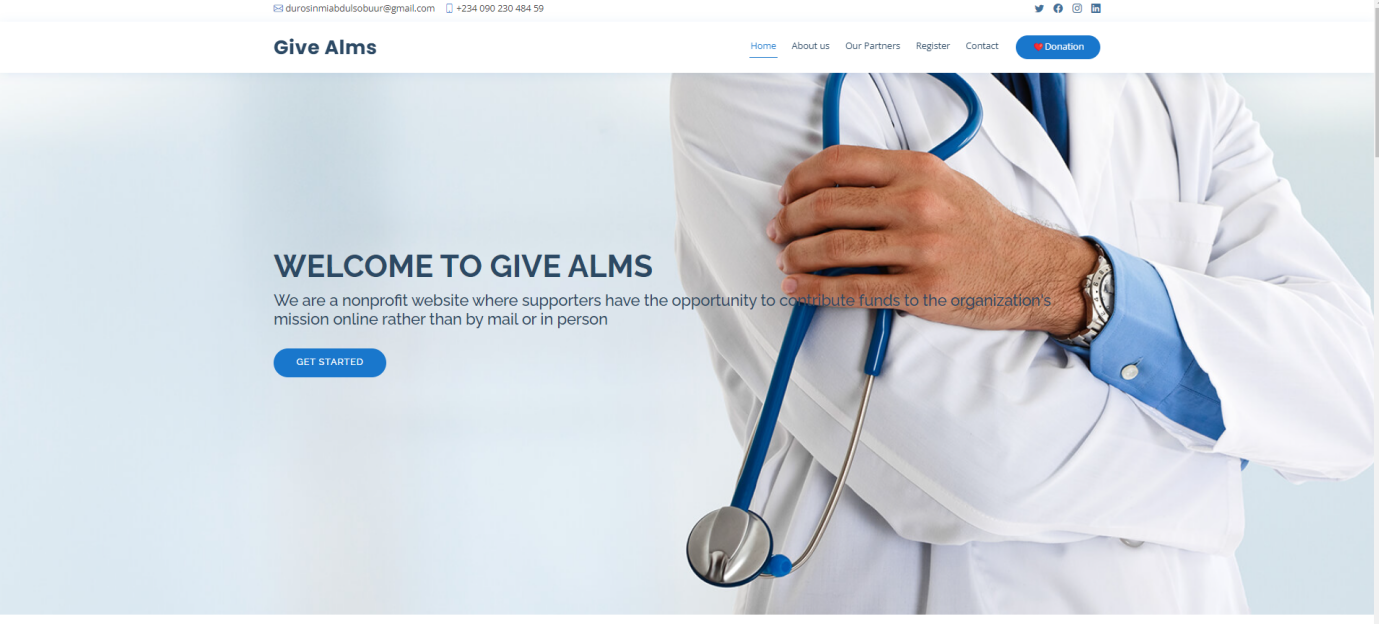 durosinmiabdulsobuur@gmail.com +234 090 230 484 59
Give Alms
Home About us Our Partners Register Contact Donation
WELCOME TO GIVE ALMS
We are a nonprofit website where supporters have the opportunity to contribute funds to the organization's
mission online rather than by mail or in person
GET STARTED